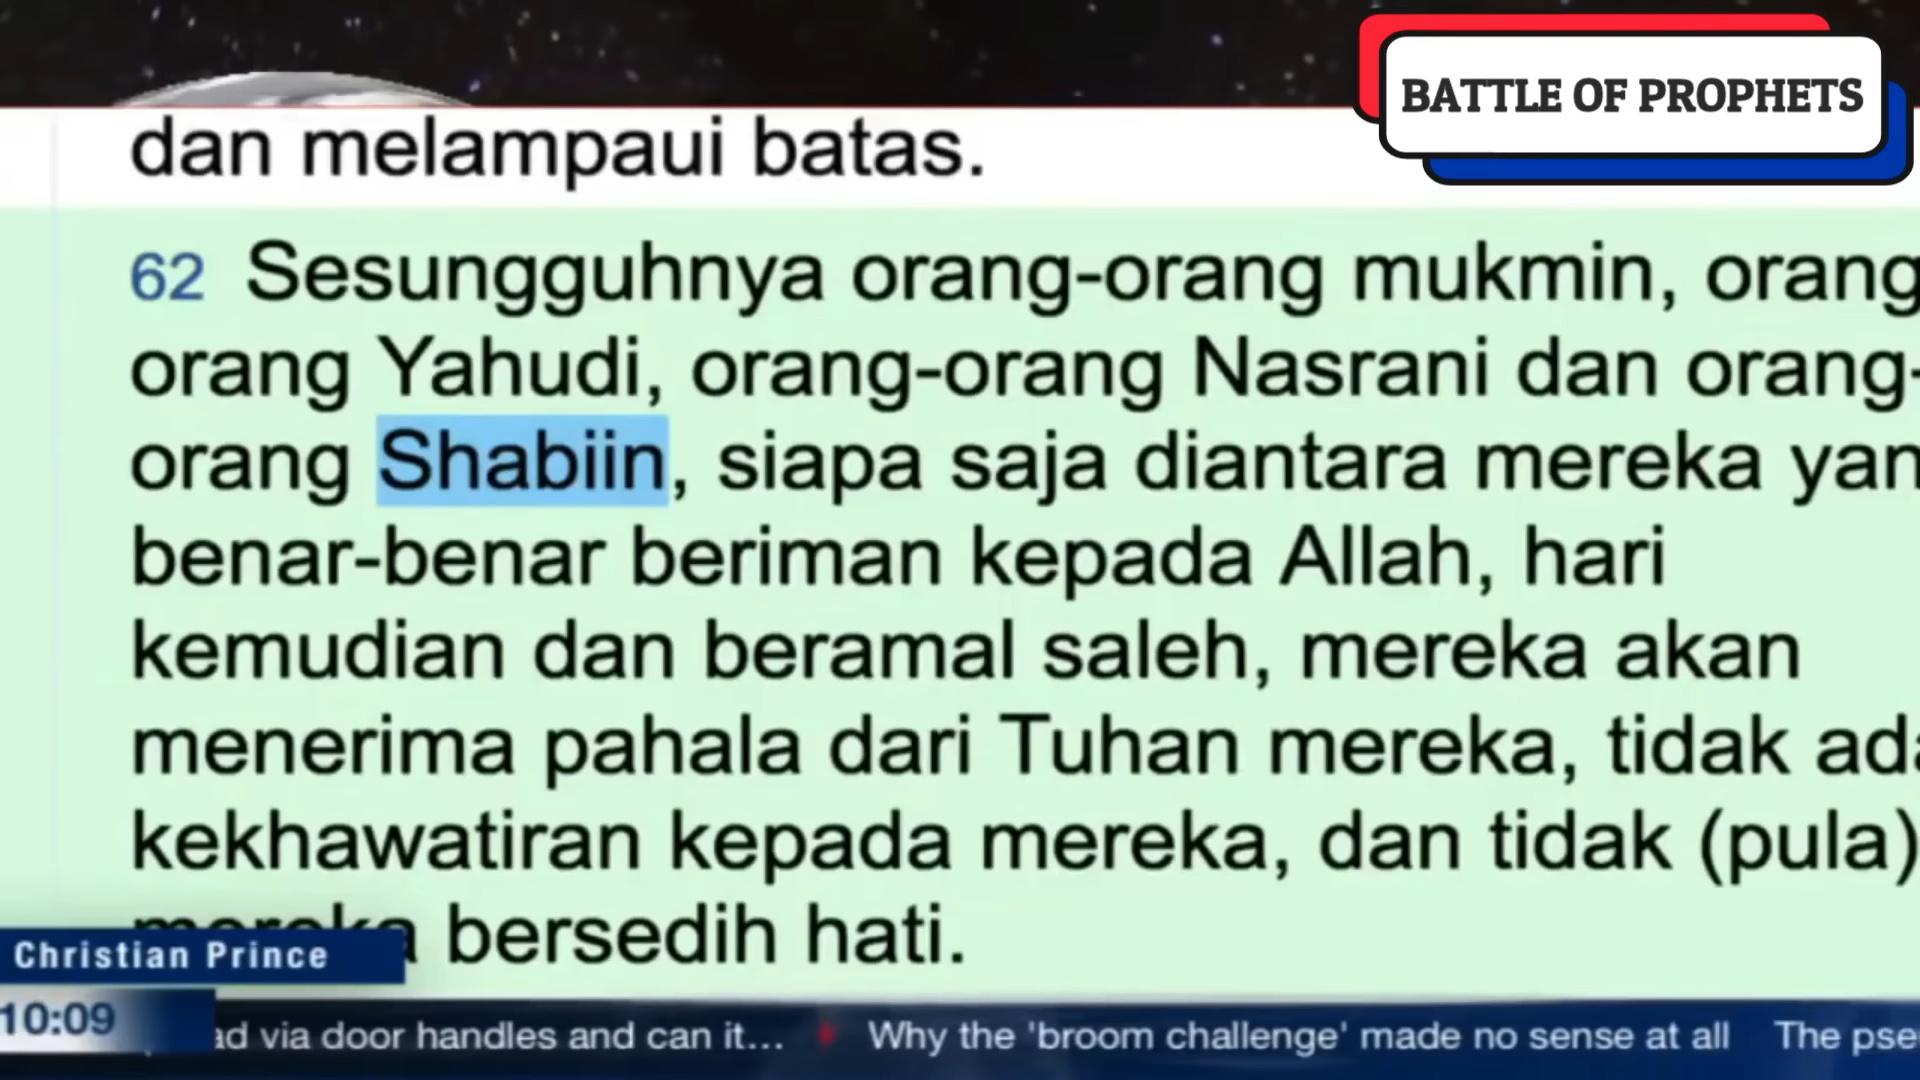 BATTLE OF PROPHETS
dan melampaui batas.
62 Sesungguhnya orang-orang mukmin, orang
orang Yahudi, orang-orang Nasrani dan orang-
orang Shabiin, siapa saja diantara mereka yan
benar-benar beriman kepada Allah, hari
kemudian dan beramal saleh, mereka akan
menerima pahala dari Tuhan mereka, tidak ada
kekhawatiran kepada mereka, dan tidak (pula)
mereka bersedih hati.
Christian Prince
10:09
ad via door handles and can it... Why the 'broom challenge' made no sense at all The pse